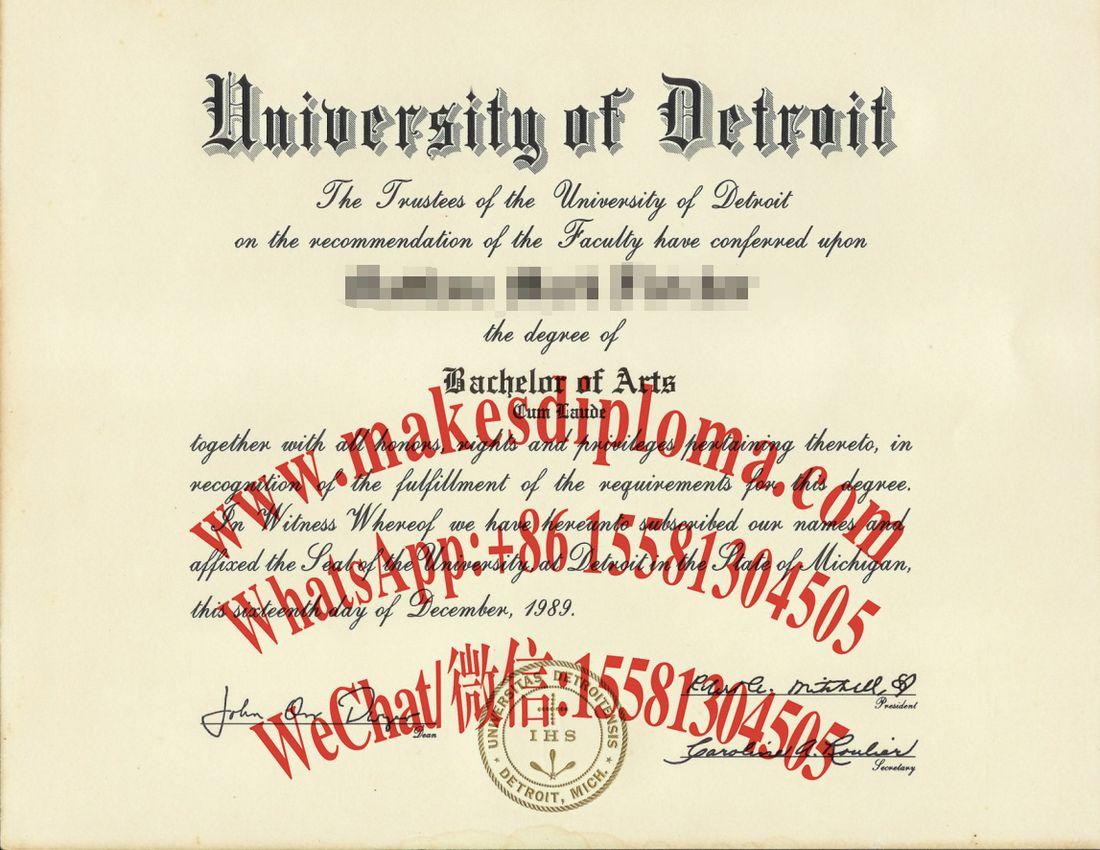 University of Detroit
The Trustees of the University of Detroit
on the recommendation of the Faculty have conferred upon
the degree of
Bachelor of Arts
Cum Laude
together with all honors, rights and privileges pertaining thereto, in
recognition of the fulfillment of the requirements for this degree.
In Witness Whereof we have hereunto subscribed our names and
affixed the Seal of the University, at Detroit in the State of Michigan,
this sixteenth day of December, 1989.
www.makesdiploma.com
WhatsApp:+86 15581304505
WeChat/微信:15581304505
President
Dean
Secretary
UNIVERSITAS DETROITENSIS
IHS
DETROIT, MICH.